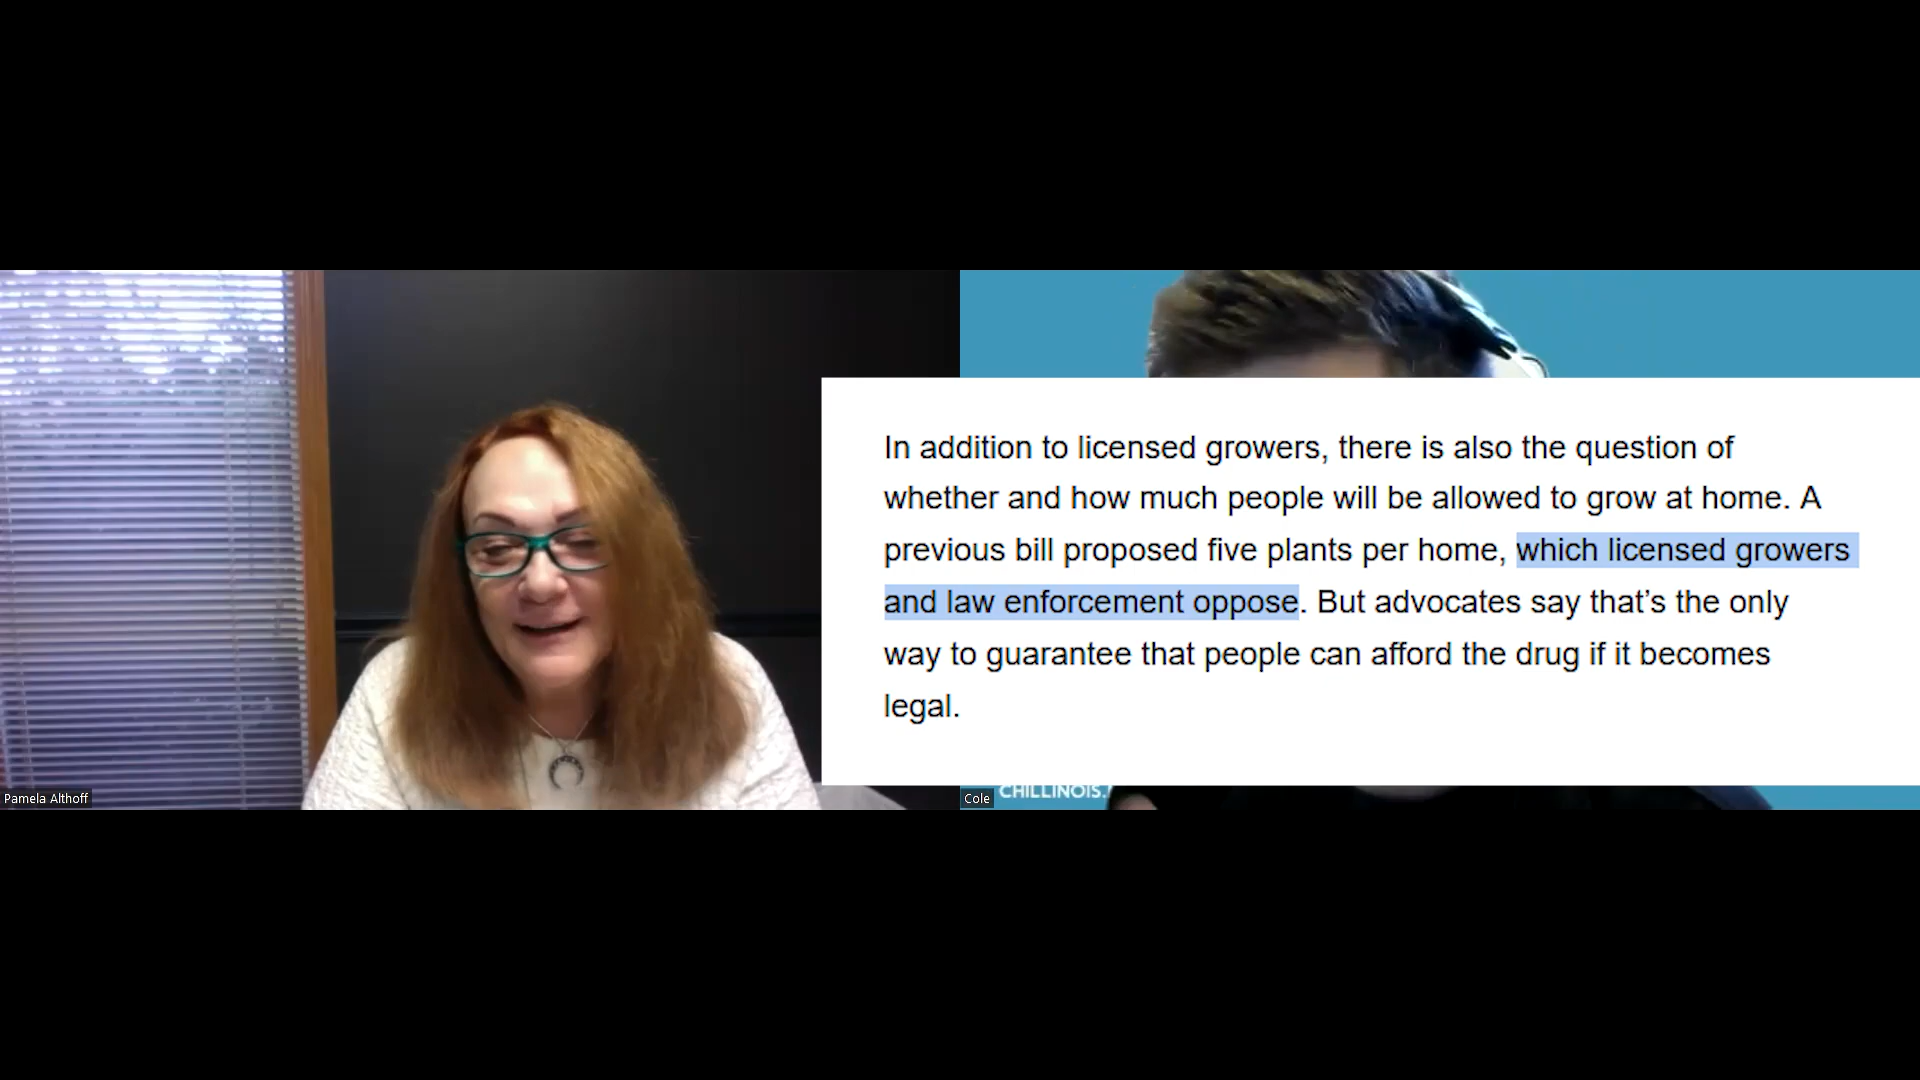 In addition to licensed growers, there is also the question of
whether and how much people will be allowed to grow at home. A
previous bill proposed five plants per home, which licensed growers
and law enforcement oppose. But advocates say that’s the only
way to guarantee that people can afford the drug if it becomes
legal.
Pamela Althoff
Cole
CHILLINOIS.